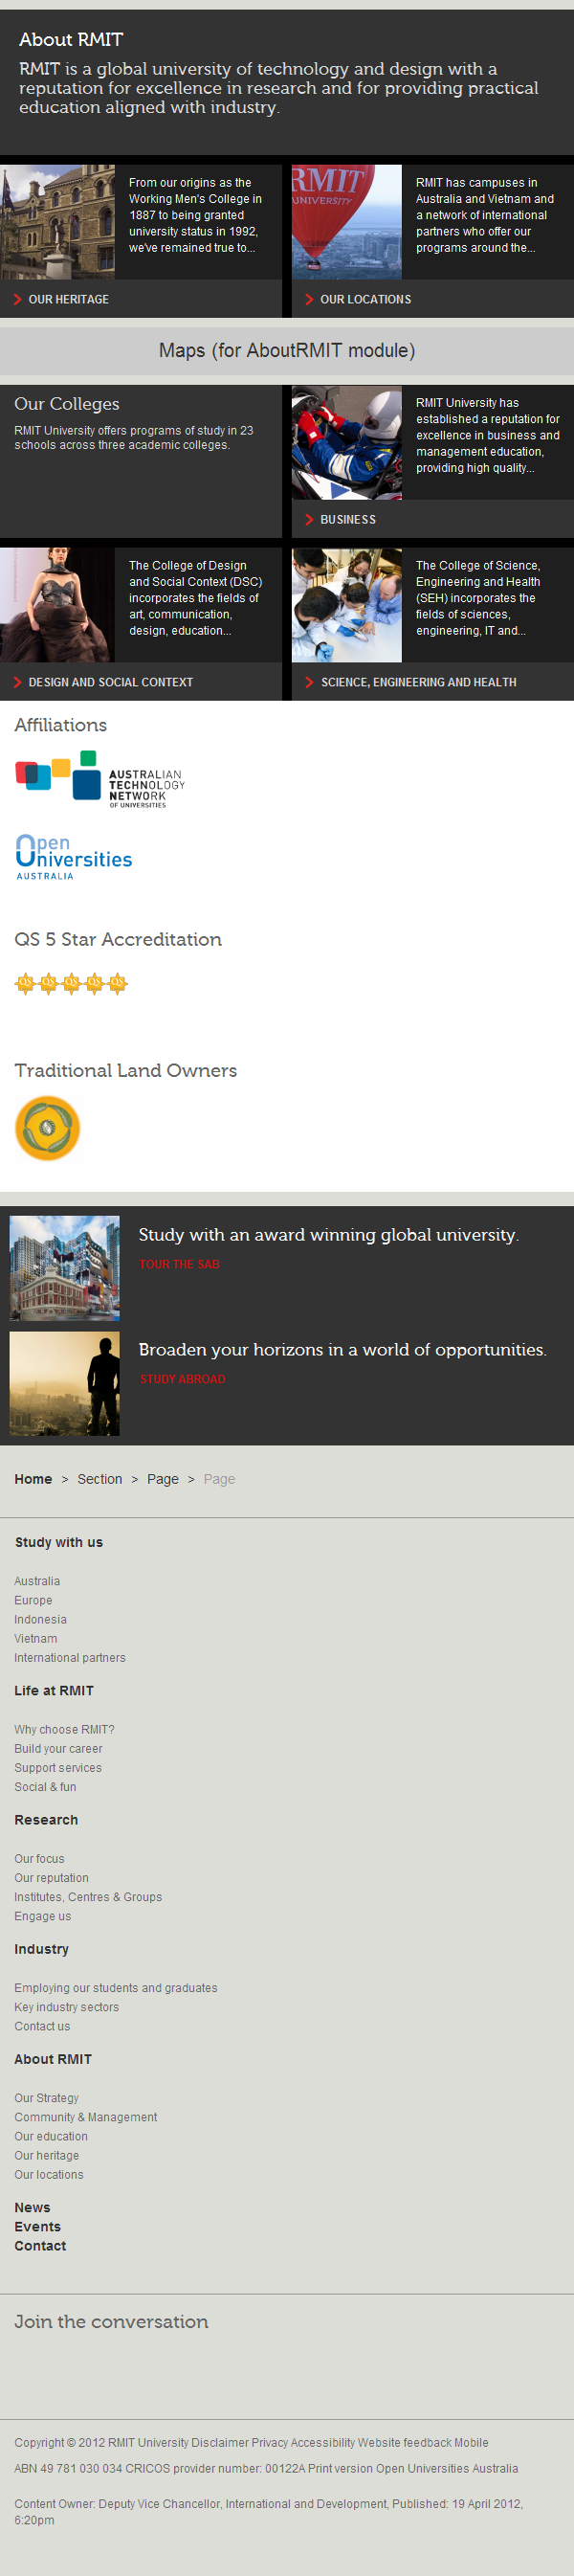 About RMIT
RMIT is a global university of technology and design with a
reputation for excellence in research and for providing practical
education aligned with industry.
From our origins as the
Working Men's College in
1887 to being granted
university status in 1992,
we've remained true to...
OUR HERITAGE
RMIT
UNIVERSITY
RMIT has campuses in
Australia and Vietnam and
a network of international
partners who offer our
programs around the...
OUR LOCATIONS
Maps (for AboutRMIT module)
Our Colleges
RMIT University offers programs of study in 23
schools across three academic colleges.
RMIT University has
established a reputation for
excellence in business and
management education,
providing high quality...
BUSINESS
The College of Design
and Social Context (DSC)
incorporates the fields of
art, communication,
design, education...
DESIGN AND SOCIAL CONTEXT
The College of Science,
Engineering and Health
(SEH) incorporates the
fields of sciences,
engineering, IT and...
SCIENCE, ENGINEERING AND HEALTH
Affiliations
AUSTRALIAN
TECHNOLOGY
NETWORK
OF UNIVERSITIES
Open
Universities
AUSTRALIA
QS 5 Star Accreditation
QS QS QS QS QS
Traditional Land Owners
Study with an award winning global university.
TOUR THE SAB
Broaden your horizons in a world of opportunities.
STUDY ABROAD
Home > Section > Page > Page
Study with us
Australia
Europe
Indonesia
Vietnam
International partners
Life at RMIT
Why choose RMIT?
Build your career
Support services
Social & fun
Research
Our focus
Our reputation
Institutes, Centres & Groups
Engage us
Industry
Employing our students and graduates
Key industry sectors
Contact us
About RMIT
Our Strategy
Community & Management
Our education
Our heritage
Our locations
News
Events
Contact
Join the conversation
Copyright © 2012 RMIT University Disclaimer Privacy Accessibility Website feedback Mobile
ABN 49 781 030 034 CRICOS provider number: 00122A Print version Open Universities Australia
Content Owner: Deputy Vice Chancellor, International and Development, Published: 19 April 2012,
6:20pm